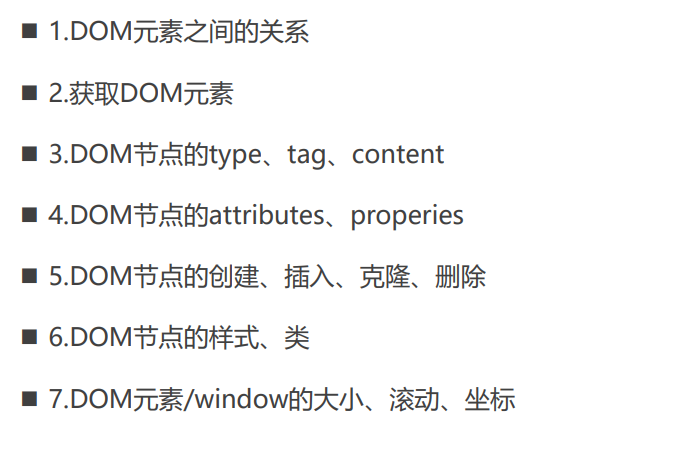 ■ 1.DOM元素之间的关系
■ 2.获取DOM元素
■ 3.DOM节点的type、tag、content
■ 4.DOM节点的attributes、properies
■ 5.DOM节点的创建、插入、克隆、删除
■ 6.DOM节点的样式、类
■ 7.DOM元素/window的大小、滚动、坐标